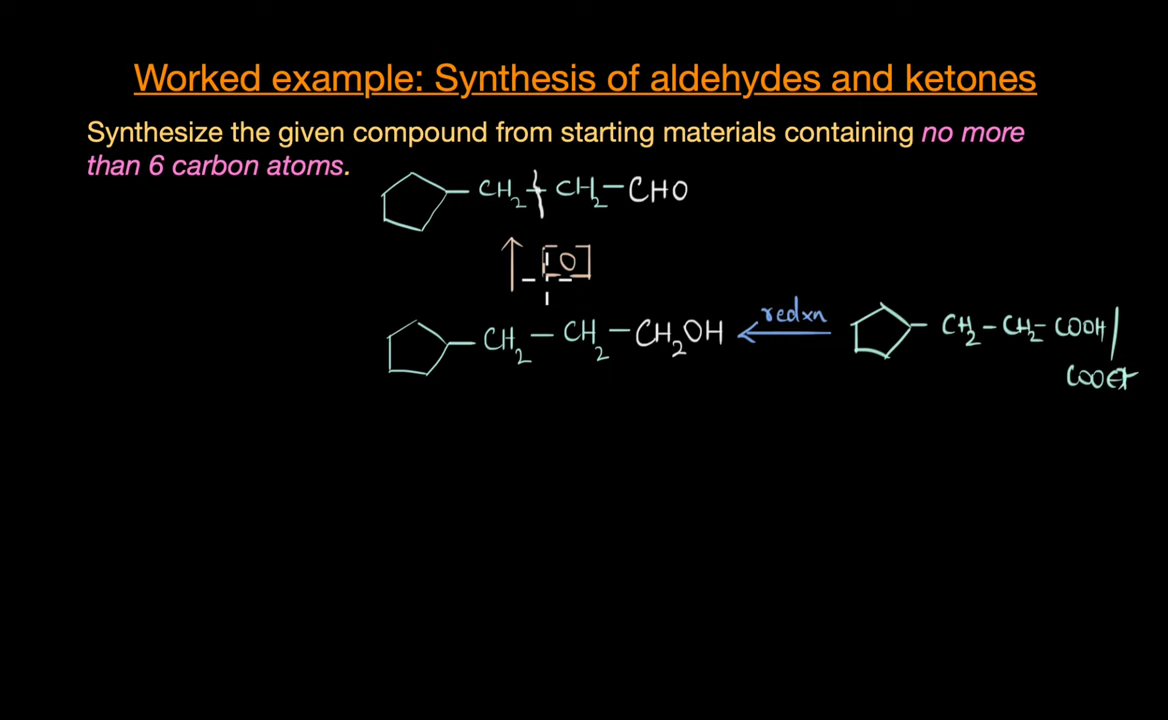 Worked example: Synthesis of aldehydes and ketones
Synthesize the given compound from starting materials containing no more
than 6 carbon atoms.
CH2 CH2-CHO
[O]
CH2-CH2-CH2OH
redxn
CH2-CH2-COOH/
COOEt